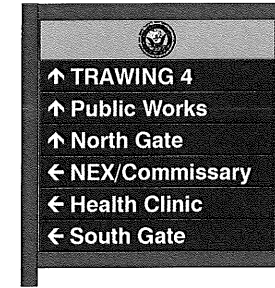 ↑ TRAWING 4
↑ Public Works
↑ North Gate
← NEX/Commissary
← Health Clinic
← South Gate